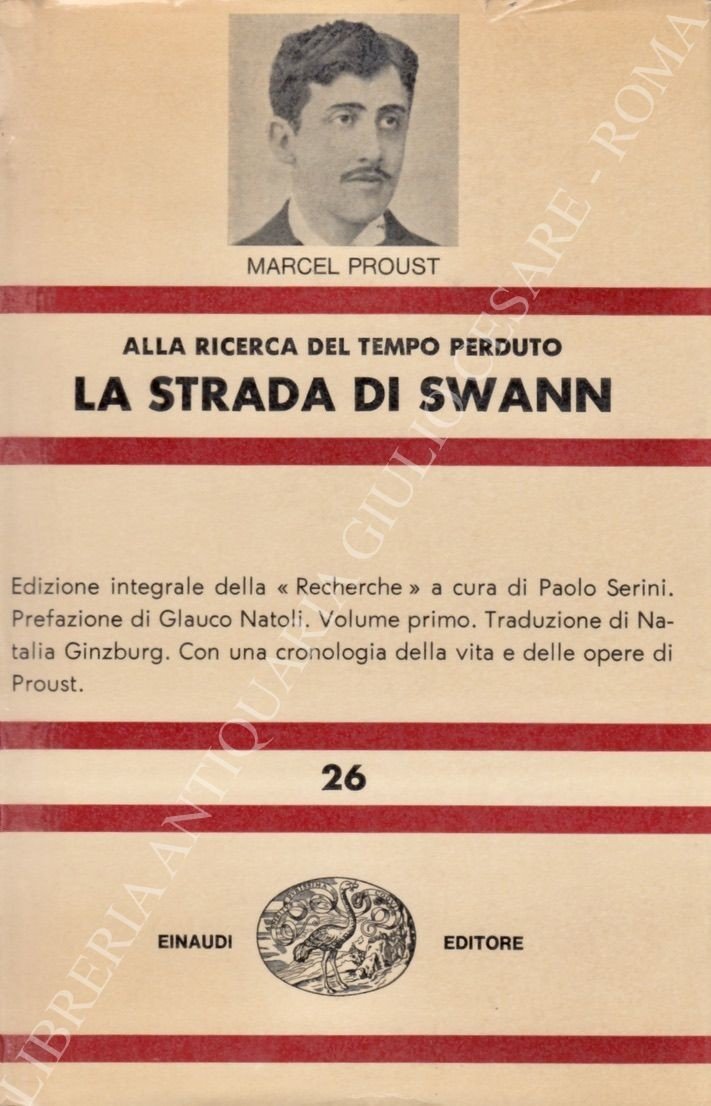 MARCEL PROUST
ALLA RICERCA DEL TEMPO PERDUTO
LA STRADA DI SWANN
Edizione integrale della « Recherche » a cura di Paolo Serini.
Prefazione di Glauco Natoli. Volume primo. Traduzione di Na-
talia Ginzburg. Con una cronologia della vita e delle opere di
Proust.
26
EINAUDI EDITORE
LIBRERIA ANTIQUARIA GIULIO CESARE - ROMA